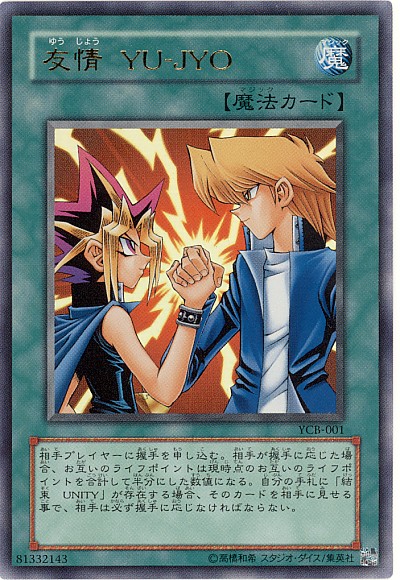 ゆう じょう
友情 YU-JYO
マジック
魔
マジック
【魔法カード】
YCB-001
相手プレイヤーに握手を申し込む。相手が握手に応じた場
合、お互いのライフポイントは現時点のお互いのライフポ
イントを合計して半分にした数値になる。自分の手札に「結
束 UNITY」が存在する場合、そのカードを相手に見せる
事で、相手は必ず握手に応じなければならない。
81332143
©高橋和希 スタジオ・ダイス/集英社